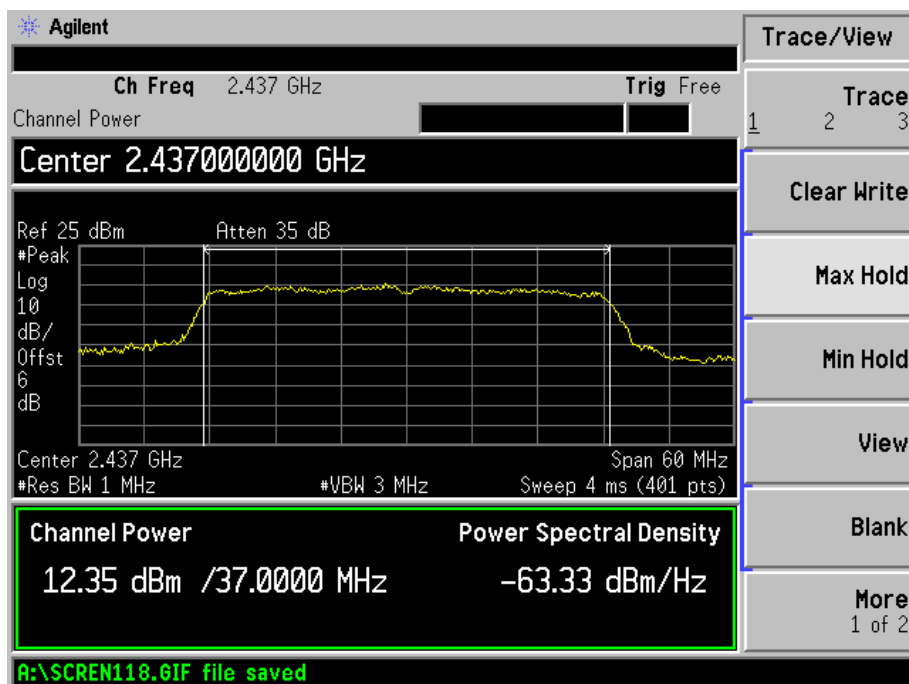 Agilent
Trace/View
Ch Freq 2.437 GHz Trig Free
Channel Power
Trace
1 2 3
Center 2.437000000 GHz
Clear Write
Ref 25 dBm Atten 35 dB
#Peak
Log
10
dB/
Offst
6
dB
Max Hold
Min Hold
Center 2.437 GHz Span 60 MHz
#Res BW 1 MHz #VBW 3 MHz Sweep 4 ms (401 pts)
View
Channel Power Power Spectral Density
12.35 dBm /37.0000 MHz -63.33 dBm/Hz
Blank
More
1 of 2
A:\SCREN118.GIF file saved